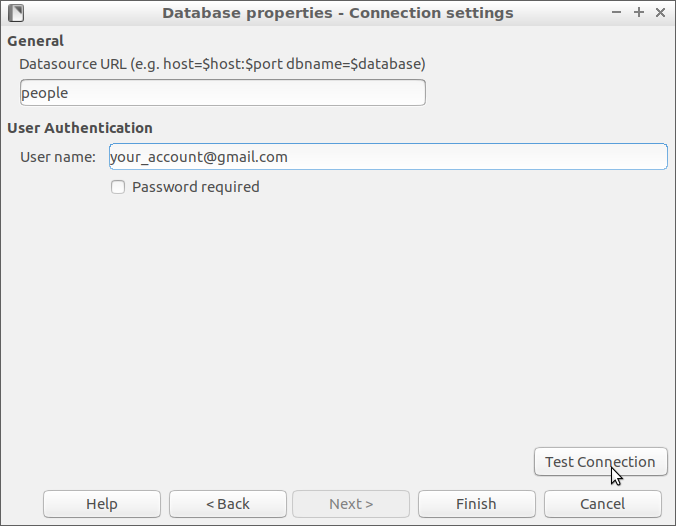 Database properties - Connection settings
General
Datasource URL (e.g. host=$host:$port dbname=$database)
people
User Authentication
User name: your_account@gmail.com
Password required
Test Connection
Help < Back Next > Finish Cancel